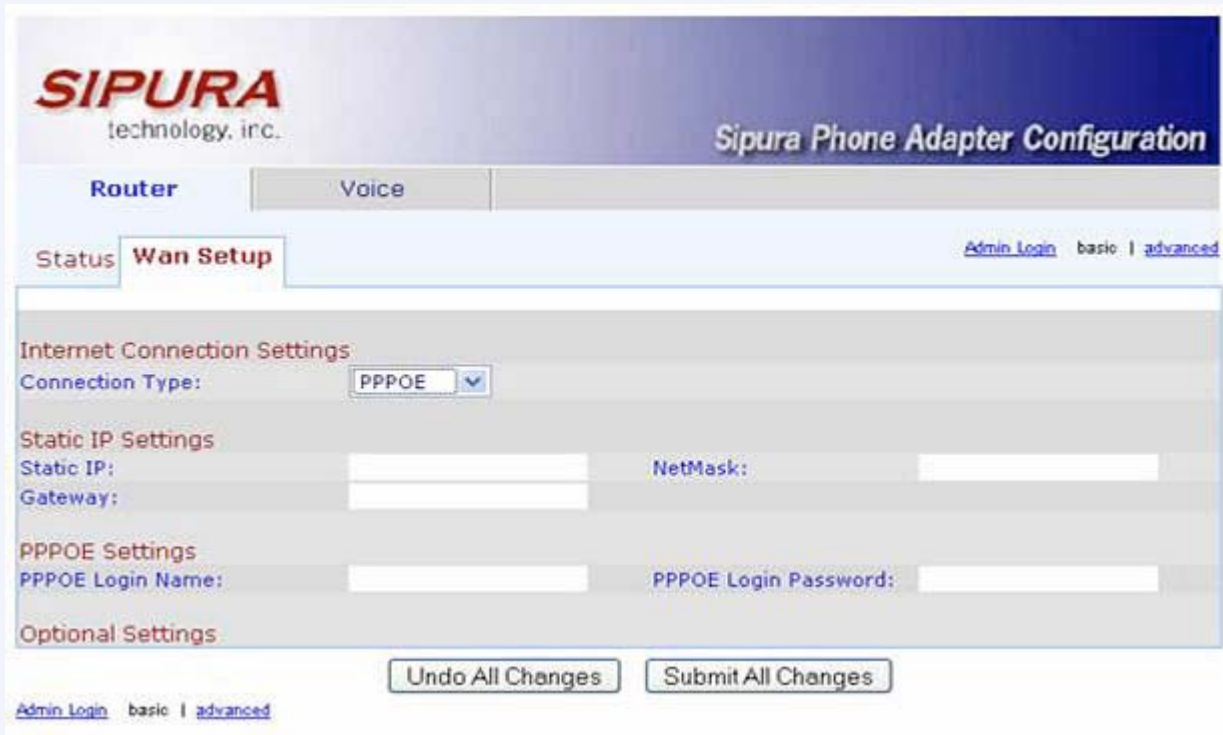 SIPURA
technology, inc.
Sipura Phone Adapter Configuration
Router Voice
Status Wan Setup Admin Login basic | advanced
Internet Connection Settings
Connection Type: PPPOE
Static IP Settings
Static IP: NetMask:
Gateway:
PPPOE Settings
PPPOE Login Name: PPPOE Login Password:
Optional Settings
Undo All Changes Submit All Changes
Admin Login basic | advanced